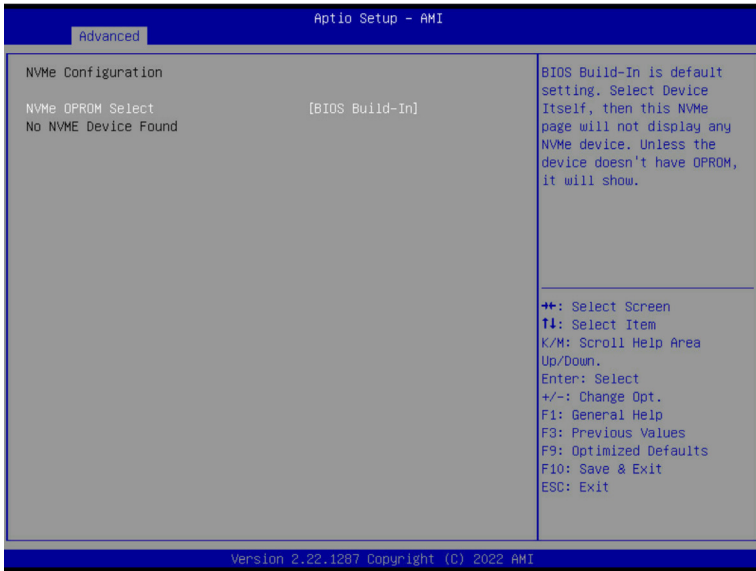 Aptio Setup – AMI
Advanced
NVMe Configuration
NVMe OPROM Select [BIOS Build-In]
No NVME Device Found
BIOS Build-In is default
setting. Select Device
Itself, then this NVMe
page will not display any
NVMe device. Unless the
device doesn't have OPROM,
it will show.
→←: Select Screen
↑↓: Select Item
K/M: Scroll Help Area
Up/Down.
Enter: Select
+/-: Change Opt.
F1: General Help
F3: Previous Values
F9: Optimized Defaults
F10: Save & Exit
ESC: Exit
Version 2.22.1287 Copyright (C) 2022 AMI